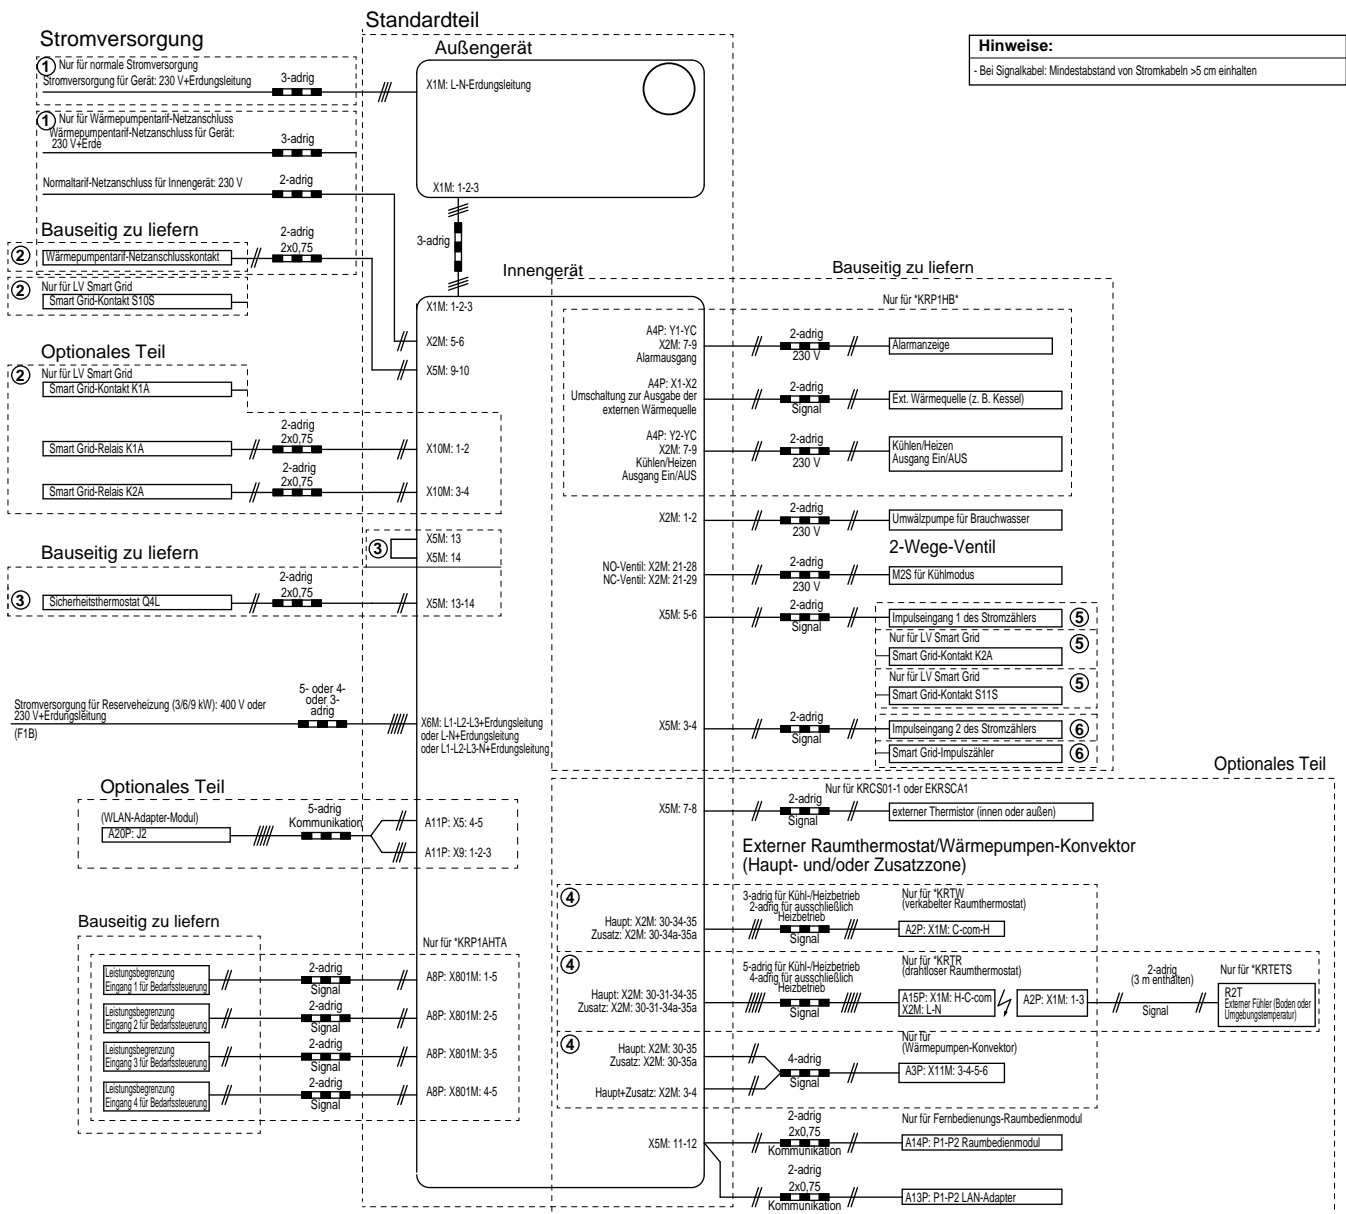 Standardteil
Stromversorgung
① Nur für normale Stromversorgung
Stromversorgung für Gerät: 230 V+Erdungsleitung
3-adrig
Außengerät
X1M: L-N-Erdungsleitung
X1M: 1-2-3
Hinweise:
- Bei Signalkabel: Mindestabstand von Stromkabeln >5 cm einhalten
① Nur für Wärmepumpentarif-Netzanschluss
Wärmepumpentarif-Netzanschluss für Gerät:
230 V+Erde
3-adrig
Normaltarif-Netzanschluss für Innengerät: 230 V
2-adrig
Bauseitig zu liefern
② Wärmepumpentarif-Netzanschlusskontakt
2-adrig
2x0,75
② Nur für LV Smart Grid
Smart Grid-Kontakt S10S
3-adrig
Innengerät
X1M: 1-2-3
X2M: 5-6
X5M: 9-10
Optionales Teil
② Nur für LV Smart Grid
Smart Grid-Kontakt K1A
Smart Grid-Relais K1A
2-adrig
2x0,75
X10M: 1-2
Smart Grid-Relais K2A
2-adrig
2x0,75
X10M: 3-4
③
X5M: 13
X5M: 14
Bauseitig zu liefern
③ Sicherheitsthermostat Q4L
2-adrig
2x0,75
X5M: 13-14
Stromversorgung für Reserveheizung (3/6/9 kW): 400 V oder
230 V+Erdungsleitung
(F1B)
5- oder 4-
oder 3-
adrig
X6M: L1-L2-L3+Erdungsleitung
oder L-N+Erdungsleitung
oder L1-L2-L3-N+Erdungsleitung
Optionales Teil
(WLAN-Adapter-Modul)
A20P: J2
5-adrig
Kommunikation
A11P: X5: 4-5
A11P: X9: 1-2-3
Bauseitig zu liefern
Nur für *KRP1AHTA
Leistungsbegrenzung
Eingang 1 für Bedarfssteuerung
2-adrig
Signal
A8P: X801M: 1-5
Leistungsbegrenzung
Eingang 2 für Bedarfssteuerung
2-adrig
Signal
A8P: X801M: 2-5
Leistungsbegrenzung
Eingang 3 für Bedarfssteuerung
2-adrig
Signal
A8P: X801M: 3-5
Leistungsbegrenzung
Eingang 4 für Bedarfssteuerung
2-adrig
Signal
A8P: X801M: 4-5
Bauseitig zu liefern
Nur für *KRP1HB*
A4P: Y1-YC
X2M: 7-9
Alarmausgang
2-adrig
230 V
Alarmanzeige
A4P: X1-X2
Umschaltung zur Ausgabe der
externen Wärmequelle
2-adrig
Signal
Ext. Wärmequelle (z. B. Kessel)
A4P: Y2-YC
X2M: 7-9
Kühlen/Heizen
Ausgang Ein/AUS
2-adrig
230 V
Kühlen/Heizen
Ausgang Ein/AUS
X2M: 1-2
2-adrig
230 V
Umwälzpumpe für Brauchwasser
2-Wege-Ventil
NO-Ventil: X2M: 21-28
NC-Ventil: X2M: 21-29
2-adrig
230 V
M2S für Kühlmodus
X5M: 5-6
2-adrig
Signal
Impulseingang 1 des Stromzählers ⑤
Nur für LV Smart Grid
Smart Grid-Kontakt K2A ⑤
Nur für LV Smart Grid
Smart Grid-Kontakt S11S ⑤
X5M: 3-4
2-adrig
Signal
Impulseingang 2 des Stromzählers ⑥
Smart Grid-Impulszähler ⑥
Optionales Teil
Nur für KRCS01-1 oder EKRSCA1
X5M: 7-8
2-adrig
Signal
externer Thermistor (innen oder außen)
Externer Raumthermostat/Wärmepumpen-Konvektor
(Haupt- und/oder Zusatzzone)
④
Haupt: X2M: 30-34-35
Zusatz: X2M: 30-34a-35a
3-adrig für Kühl-/Heizbetrieb
2-adrig für ausschließlich
Heizbetrieb
Signal
Nur für *KRTW
(verkabelter Raumthermostat)
A2P: X1M: C-com-H
④
Haupt: X2M: 30-31-34-35
Zusatz: X2M: 30-31-34a-35a
5-adrig für Kühl-/Heizbetrieb
4-adrig für ausschließlich
Heizbetrieb
Signal
Nur für *KRTR
(drahtloser Raumthermostat)
A15P: X1M: H-C-com
X2M: L-N
A2P: X1M: 1-3
2-adrig
(3 m enthalten)
Signal
Nur für *KRTETS
R2T
Externer Fühler (Boden oder
Umgebungstemperatur)
④
Haupt: X2M: 30-35
Zusatz: X2M: 30-35a
Haupt+Zusatz: X2M: 3-4
4-adrig
Signal
Nur für
(Wärmepumpen-Konvektor)
A3P: X11M: 3-4-5-6
X5M: 11-12
2-adrig
2x0,75
Kommunikation
Nur für Fernbedienungs-Raumbedienmodul
A14P: P1-P2 Raumbedienmodul
2-adrig
2x0,75
Kommunikation
A13P: P1-P2 LAN-Adapter